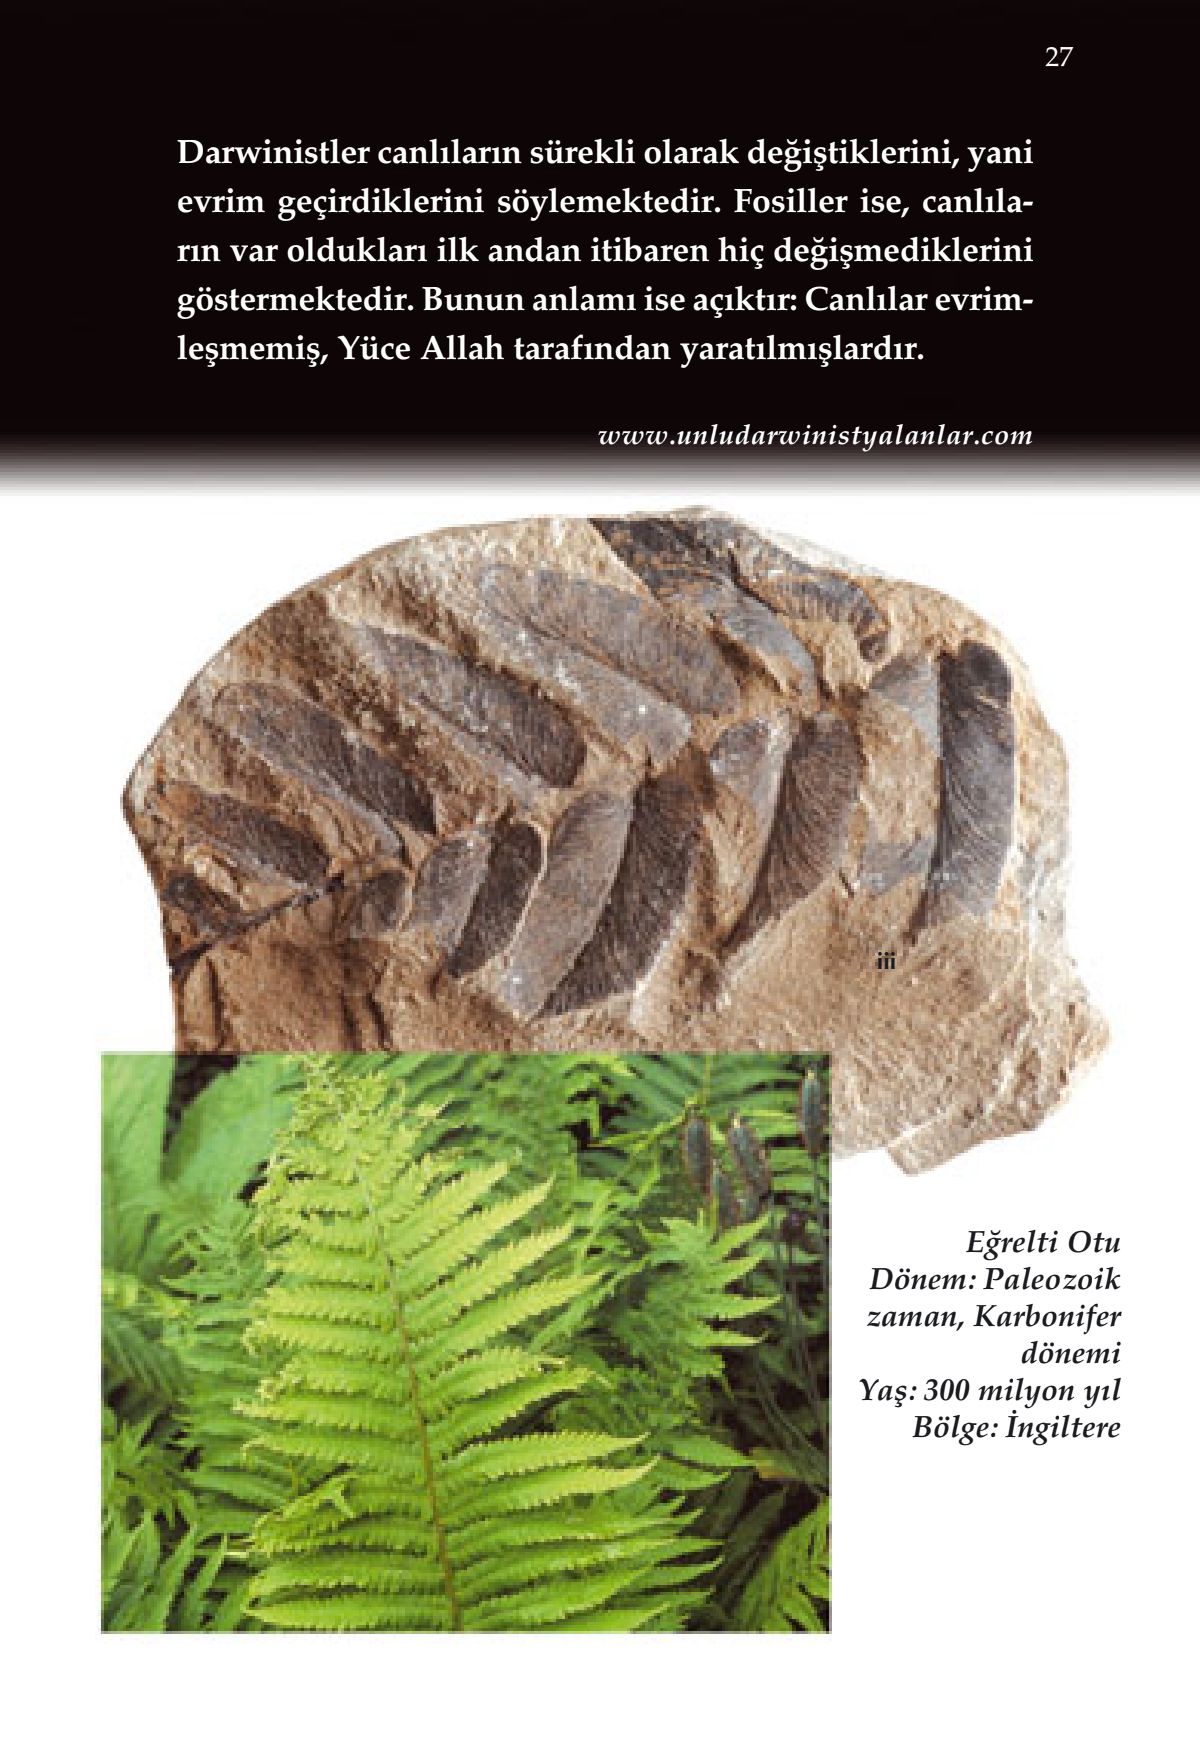 27
Darwinistler canlıların sürekli olarak değiştiklerini, yani
evrim geçirdiklerini söylemektedir. Fosiller ise, canlıla-
rın var oldukları ilk andan itibaren hiç değişmediklerini
göstermektedir. Bunun anlamı ise açıktır: Canlılar evrim-
leşmemiş, Yüce Allah tarafından yaratılmışlardır.
www.unludarwinistyalanlar.com
iii
Eğrelti Otu
Dönem: Paleozoik
zaman, Karbonifer
dönemi
Yaş: 300 milyon yıl
Bölge: İngiltere